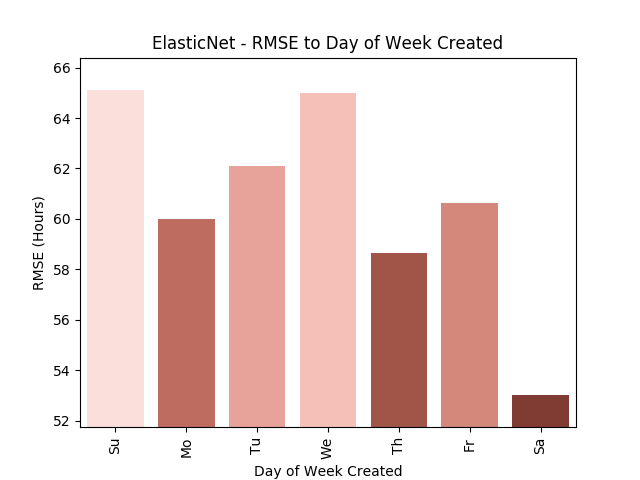 ElasticNet - RMSE to Day of Week Created
66
64
62
60
58
56
54
52
RMSE (Hours)
Su Mo Tu We Th Fr Sa
Day of Week Created